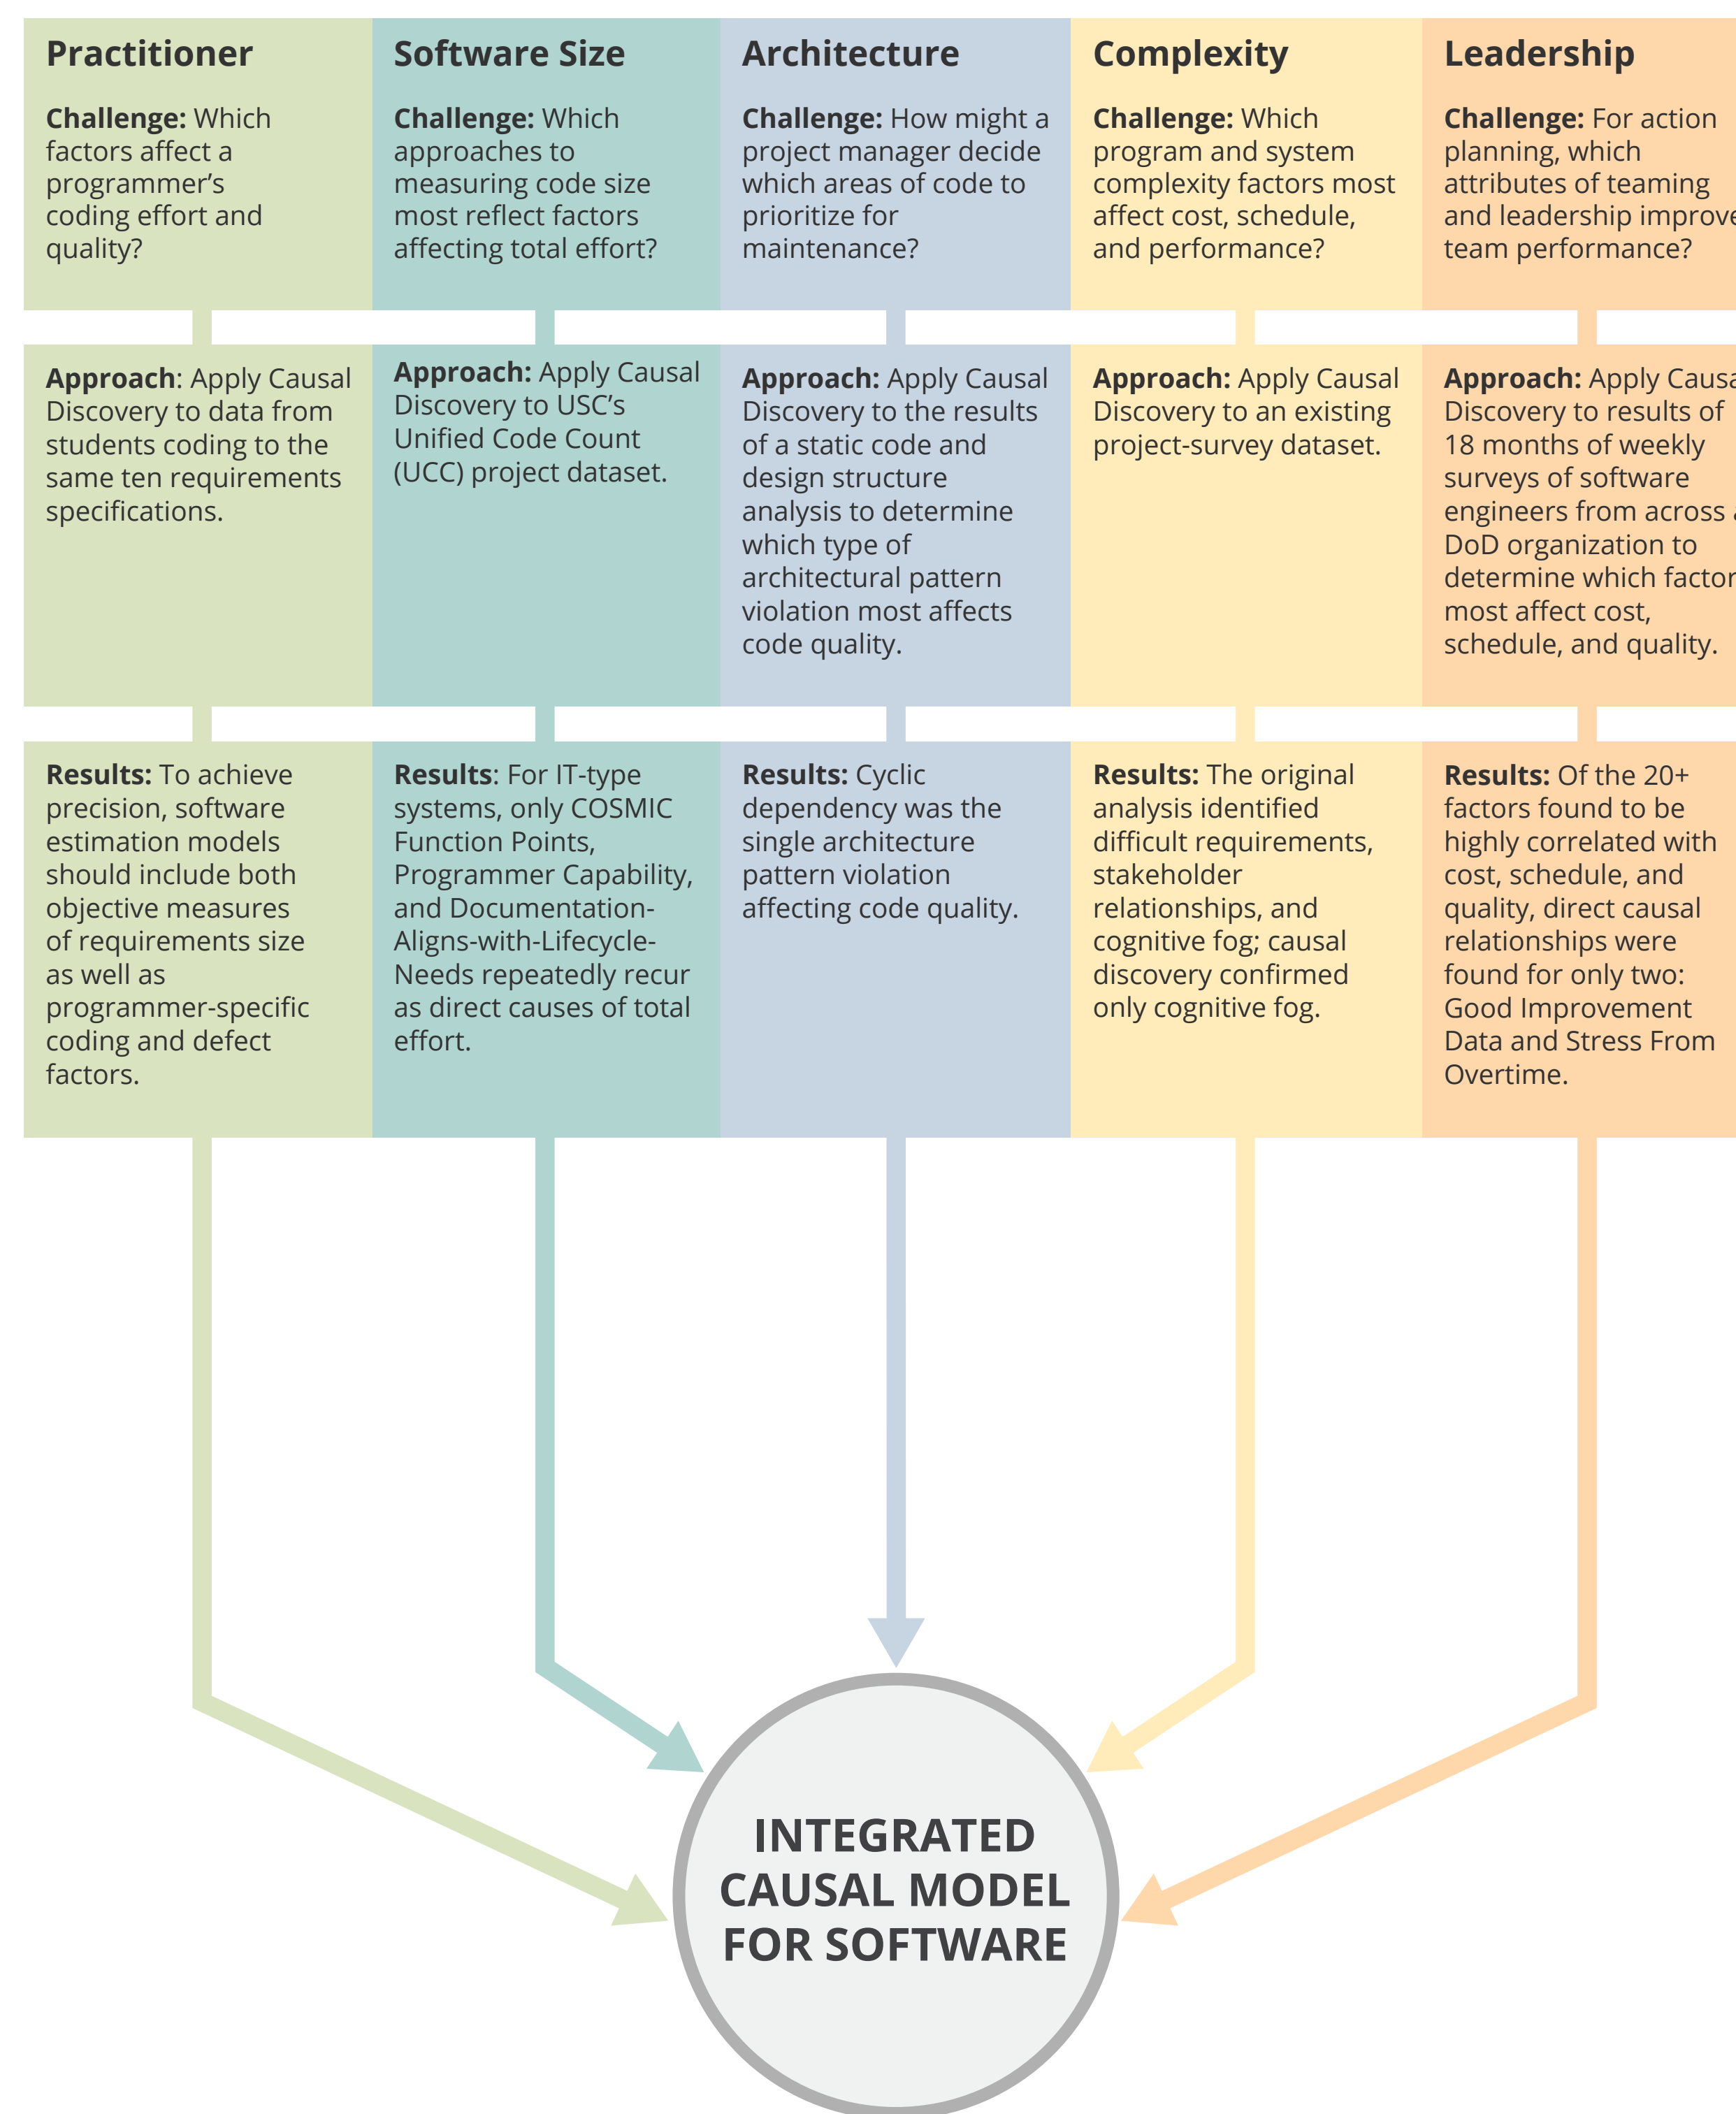 Practitioner
Challenge: Which
factors affect a
programmer’s
coding effort and
quality?
Approach: Apply Causal
Discovery to data from
students coding to the
same ten requirements
specifications.
Results: To achieve
precision, software
estimation models
should include both
objective measures
of requirements size
as well as
programmer-specific
coding and defect
factors.
Software Size
Challenge: Which
approaches to
measuring code size
most reflect factors
affecting total effort?
Approach: Apply Causal
Discovery to USC’s
Unified Code Count
(UCC) project dataset.
Results: For IT-type
systems, only COSMIC
Function Points,
Programmer Capability,
and Documentation-
Aligns-with-Lifecycle-
Needs repeatedly recur
as direct causes of total
effort.
Architecture
Challenge: How might a
project manager decide
which areas of code to
prioritize for
maintenance?
Approach: Apply Causal
Discovery to the results
of a static code and
design structure
analysis to determine
which type of
architectural pattern
violation most affects
code quality.
Results: Cyclic
dependency was the
single architecture
pattern violation
affecting code quality.
Complexity
Challenge: Which
program and system
complexity factors most
affect cost, schedule,
and performance?
Approach: Apply Causal
Discovery to an existing
project-survey dataset.
Results: The original
analysis identified
difficult requirements,
stakeholder
relationships, and
cognitive fog; causal
discovery confirmed
only cognitive fog.
Leadership
Challenge: For action
planning, which
attributes of teaming
and leadership improve
team performance?
Approach: Apply Causa
Discovery to results of
18 months of weekly
surveys of software
engineers from across
DoD organization to
determine which factor
most affect cost,
schedule, and quality.
Results: Of the 20+
factors found to be
highly correlated with
cost, schedule, and
quality, direct causal
relationships were
found for only two:
Good Improvement
Data and Stress From
Overtime.
INTEGRATED
CAUSAL MODEL
FOR SOFTWARE